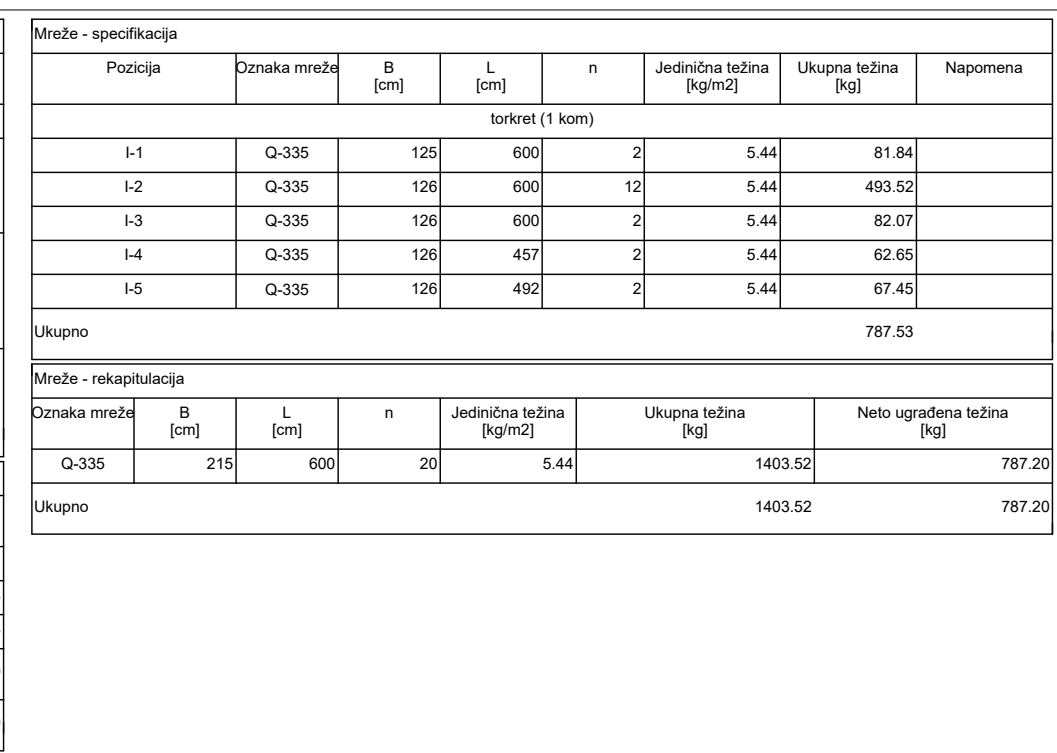 Mreže - specifikacija
Pozicija Oznaka mreže B [cm] L [cm] n Jedinična težina [kg/m2] Ukupna težina [kg] Napomena
torkret (1 kom)
I-1 Q-335 125 600 2 5.44 81.84
I-2 Q-335 126 600 12 5.44 493.52
I-3 Q-335 126 600 2 5.44 82.07
I-4 Q-335 126 457 2 5.44 62.65
I-5 Q-335 126 492 2 5.44 67.45
Ukupno 787.53
Mreže - rekapitulacija
Oznaka mreže B [cm] L [cm] n Jedinična težina [kg/m2] Ukupna težina [kg] Neto ugrađena težina [kg]
Q-335 215 600 20 5.44 1403.52 787.20
Ukupno 1403.52 787.20